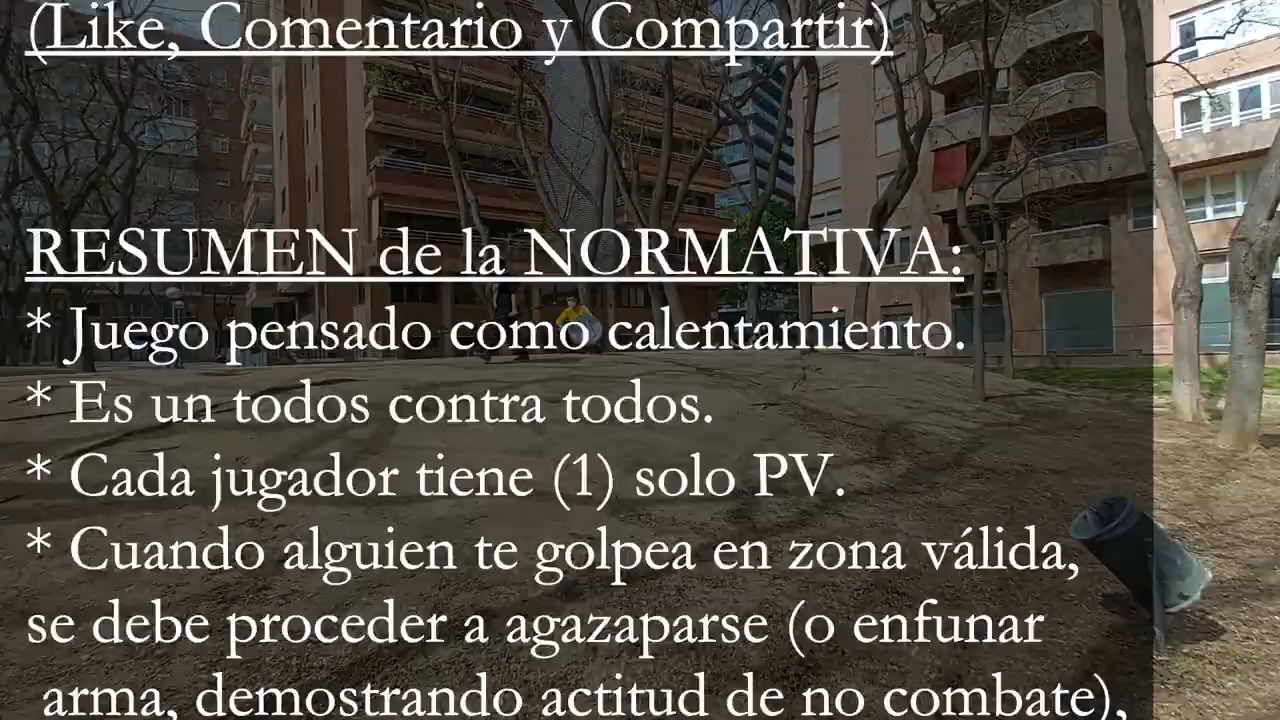 (Like, Comentario y Compartir)
RESUMEN de la NORMATIVA:
* Juego pensado como calentamiento.
* Es un todos contra todos.
* Cada jugador tiene (1) solo PV.
* Cuando alguien te golpea en zona válida,
se debe proceder a agazaparse (o enfunar
arma, demostrando actitud de no combate),